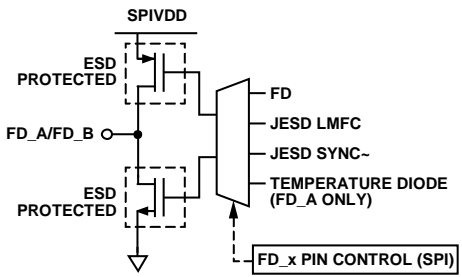 SPIVDD
ESD
PROTECTED
FD
JESD LMFC
FD_A/FD_B
JESD SYNC~
ESD
PROTECTED
TEMPERATURE DIODE
(FD_A ONLY)
FD_x PIN CONTROL (SPI)